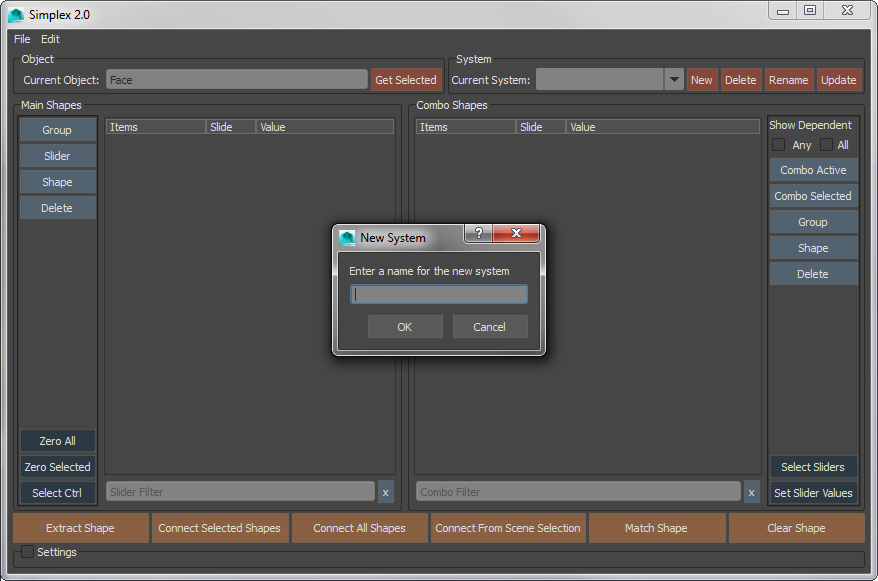 Simplex 2.0
File Edit
Object
System
Current Object: Face Get Selected
Current System: New Delete Rename Update
Main Shapes
Combo Shapes
Group
Slider
Shape
Delete
Items Slide Value
Items Slide Value
Show Dependent
Any All
Combo Active
Combo Selected
Group
Shape
Delete
New System ?
Enter a name for the new system
OK Cancel
Zero All
Zero Selected
Select Ctrl
Slider Filter x
Combo Filter x
Select Sliders
Set Slider Values
Extract Shape Connect Selected Shapes Connect All Shapes Connect From Scene Selection Match Shape Clear Shape
Settings